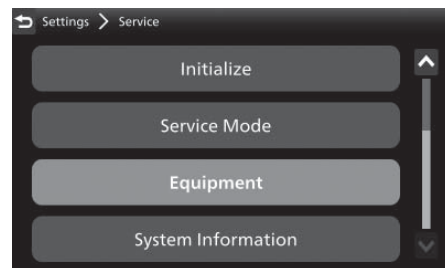 Settings > Service
Initialize
Service Mode
Equipment
System Information